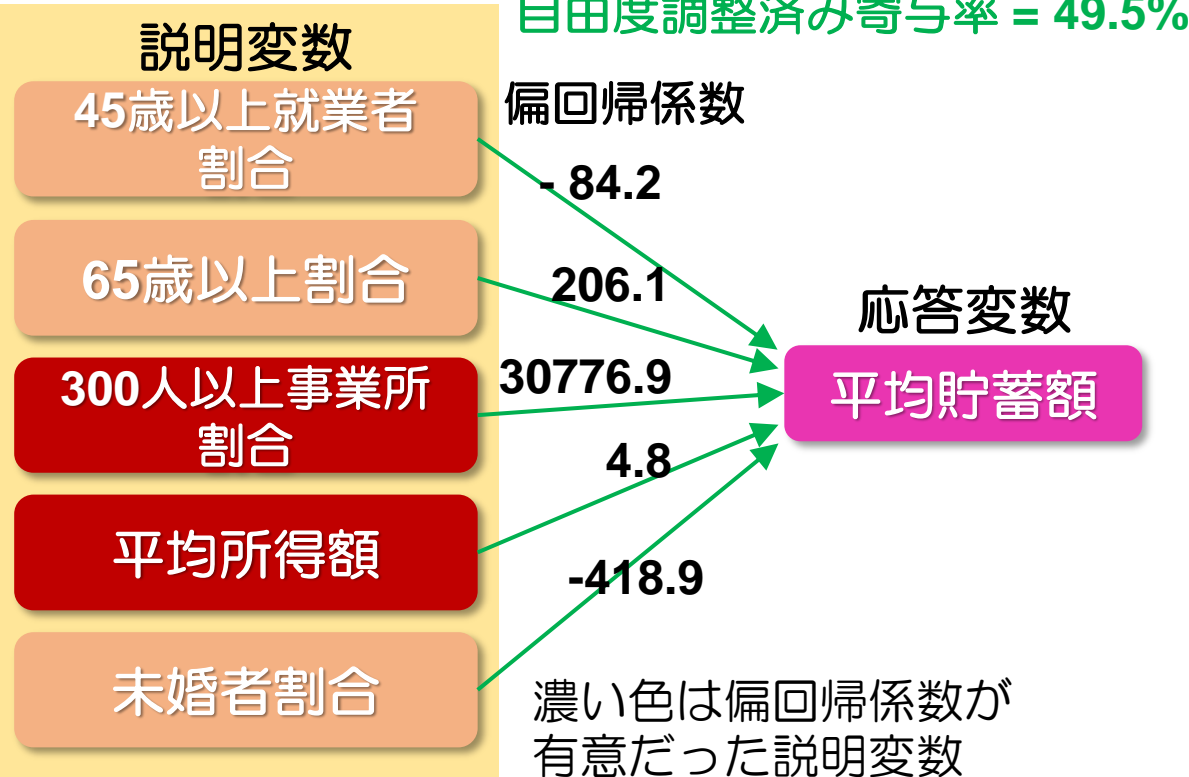 自由度調整済み寄与率 = 49.5%
説明変数
偏回帰係数
45歳以上就業者
割合
- 84.2
65歳以上割合
206.1
応答変数
300人以上事業所
割合
30776.9
平均貯蓄額
4.8
平均所得額
-418.9
未婚者割合
濃い色は偏回帰係数が
有意だった説明変数